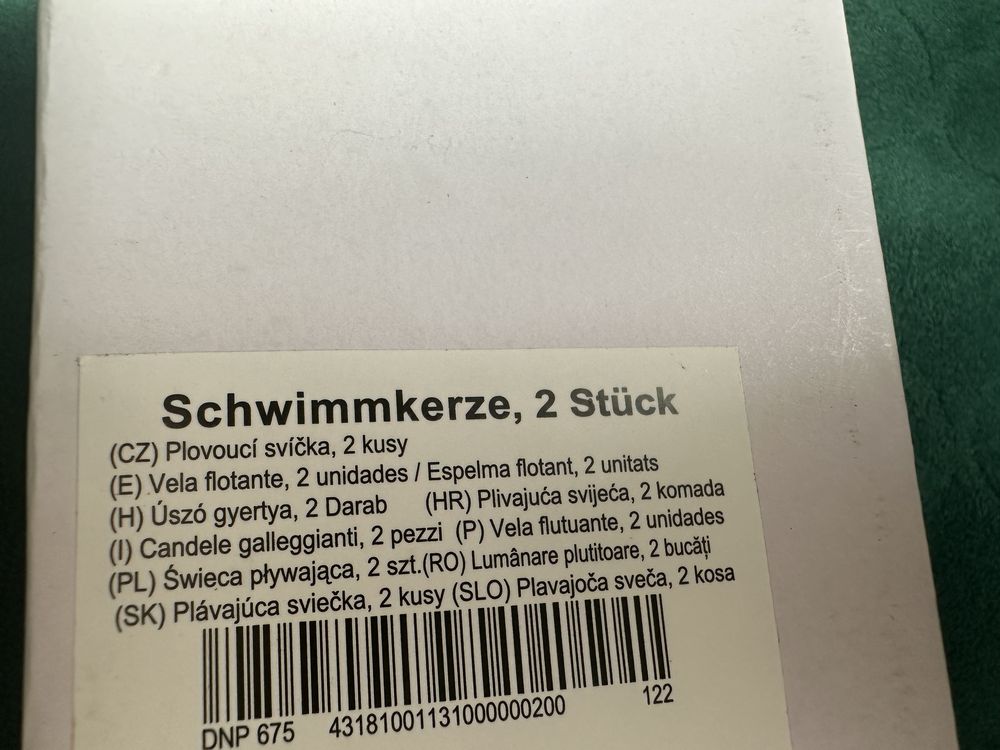 Schwimmkerze, 2 Stück
(CZ) Plovoucí svíčka, 2 kusy
(E) Vela flotante, 2 unidades / Espelma flotant, 2 unitats
(H) Úszó gyertya, 2 Darab (HR) Plivajuća svijeća, 2 komada
(I) Candele galleggianti, 2 pezzi (P) Vela flutuante, 2 unidades
(PL) Świeca pływająca, 2 szt.(RO) Lumânare plutitoare, 2 bucăți
(SK) Plávajúca sviečka, 2 kusy (SLO) Plavajoča sveča, 2 kosa
DNP 675 43181001131000000200 122